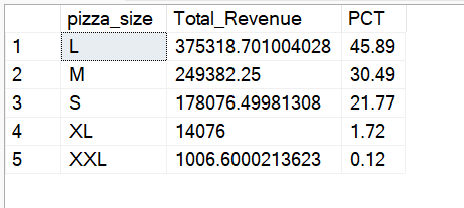 pizza_size Total_Revenue PCT
1 L 375318.701004028 45.89
2 M 249382.25 30.49
3 S 178076.49981308 21.77
4 XL 14076 1.72
5 XXL 1006.6000213623 0.12